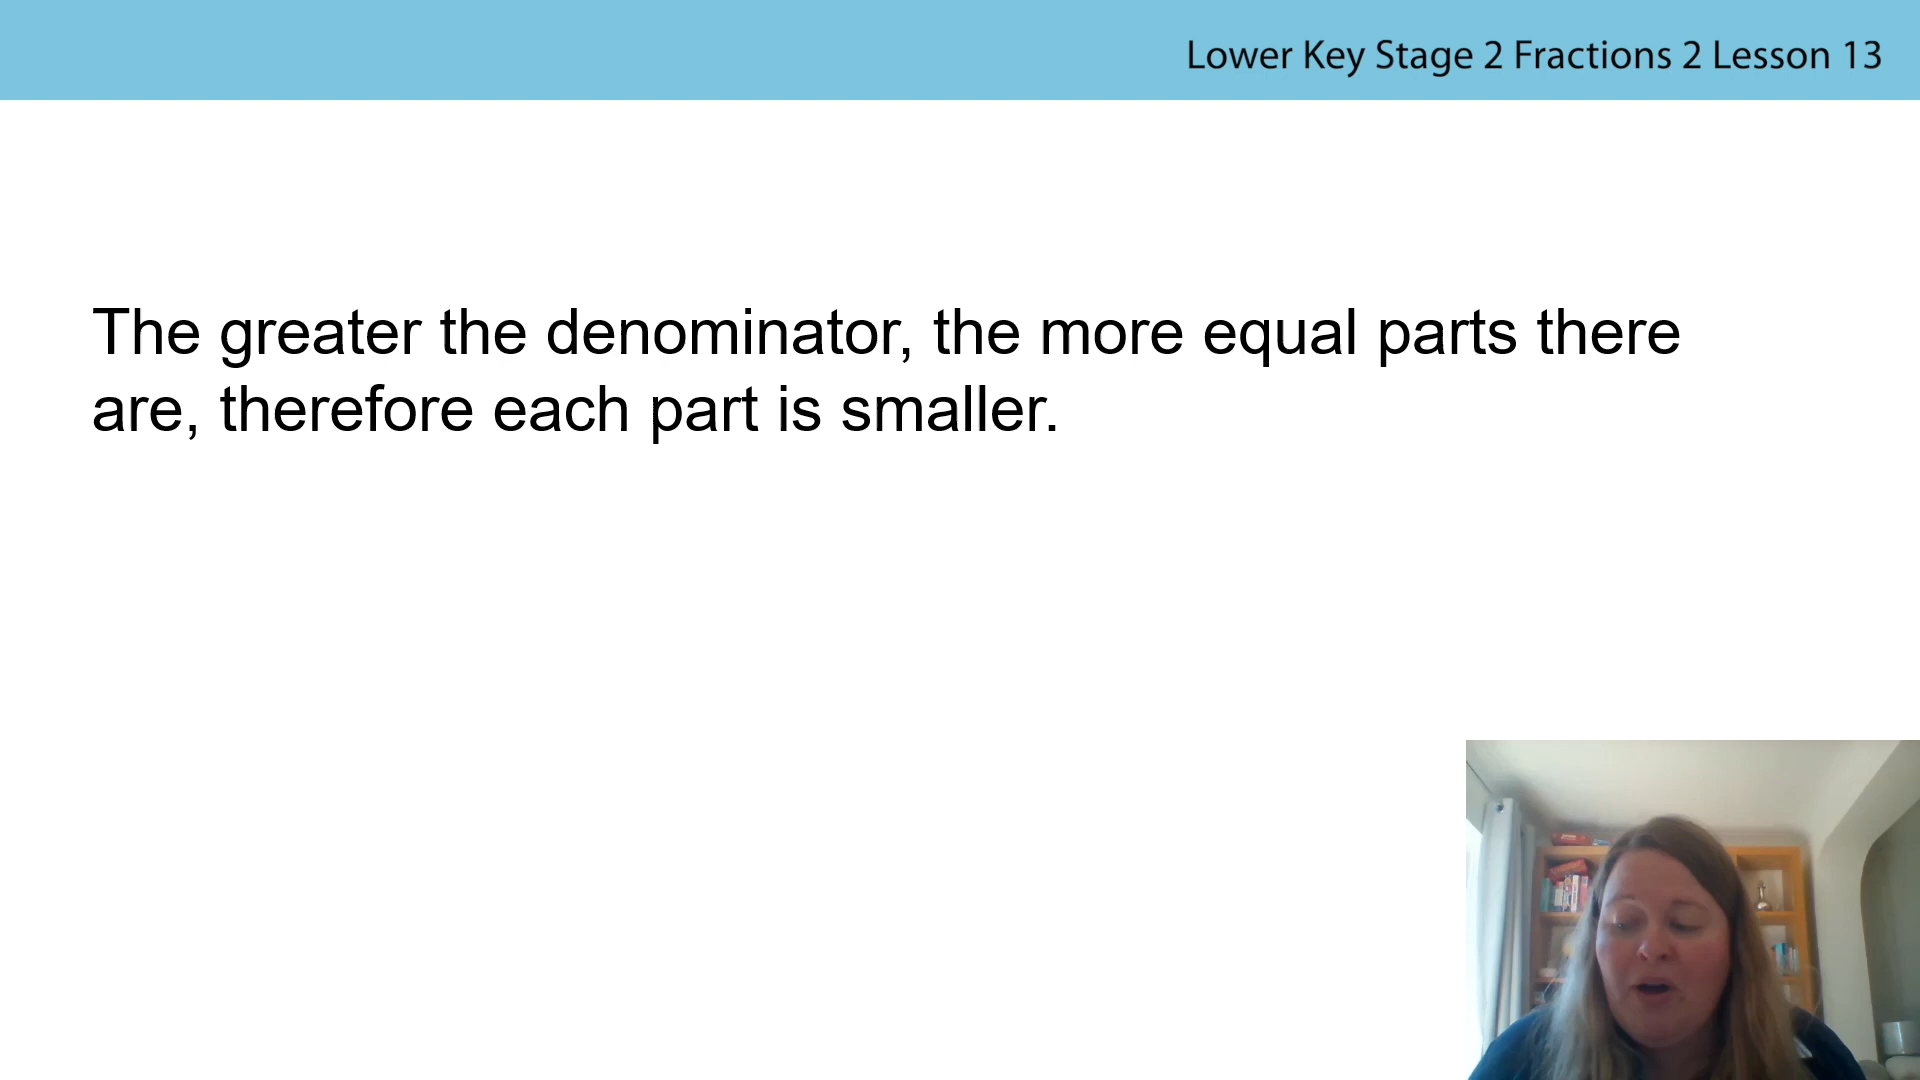 Lower Key Stage 2 Fractions 2 Lesson 13
The greater the denominator, the more equal parts there
are, therefore each part is smaller.